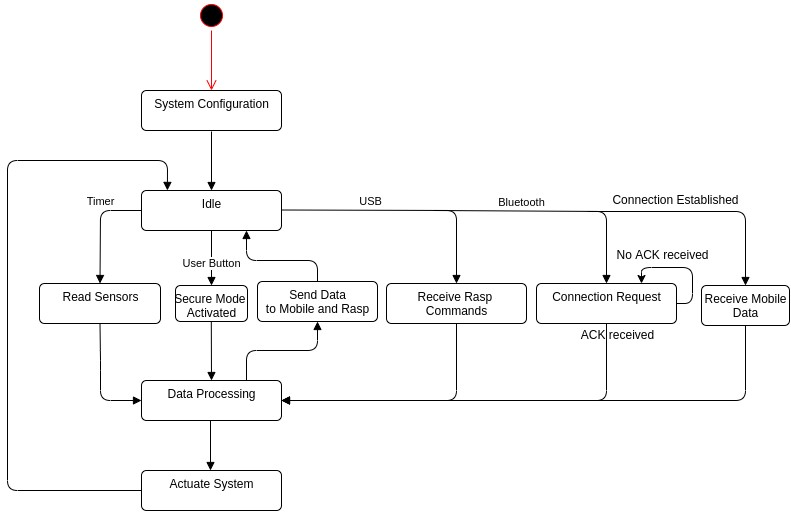 System Configuration
Idle
Timer
USB
Bluetooth
Connection Established
User Button
No ACK received
Read Sensors
Secure Mode
Activated
Send Data
to Mobile and Rasp
Receive Rasp
Commands
Connection Request
Receive Mobile
Data
ACK received
Data Processing
Actuate System